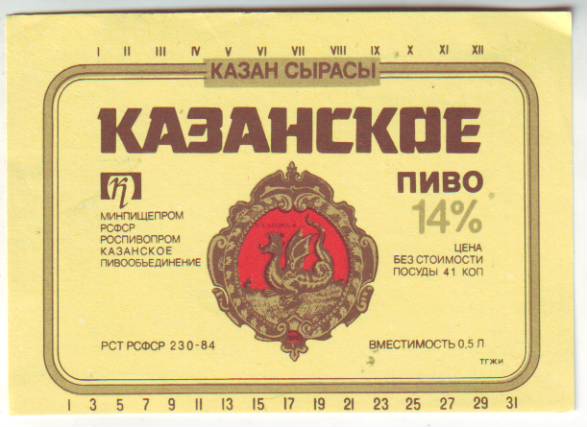 I II III IV V VI VII VIII IX X XI XII
КАЗАН СЫРАСЫ
КАЗАНСКОЕ
ПИВО
14%
МИНПИЩЕПРОМ
РСФСР
РОСПИВОПРОМ
КАЗАНСКОЕ
ПИВООБЪЕДИНЕНИЕ
ЦЕНА
БЕЗ СТОИМОСТИ
ПОСУДЫ 41 КОП
РСТ РСФСР 230-84
ВМЕСТИМОСТЬ 0,5 Л
ТГЖИ
1 3 5 7 9 11 13 19 21 23 25 27 29 31